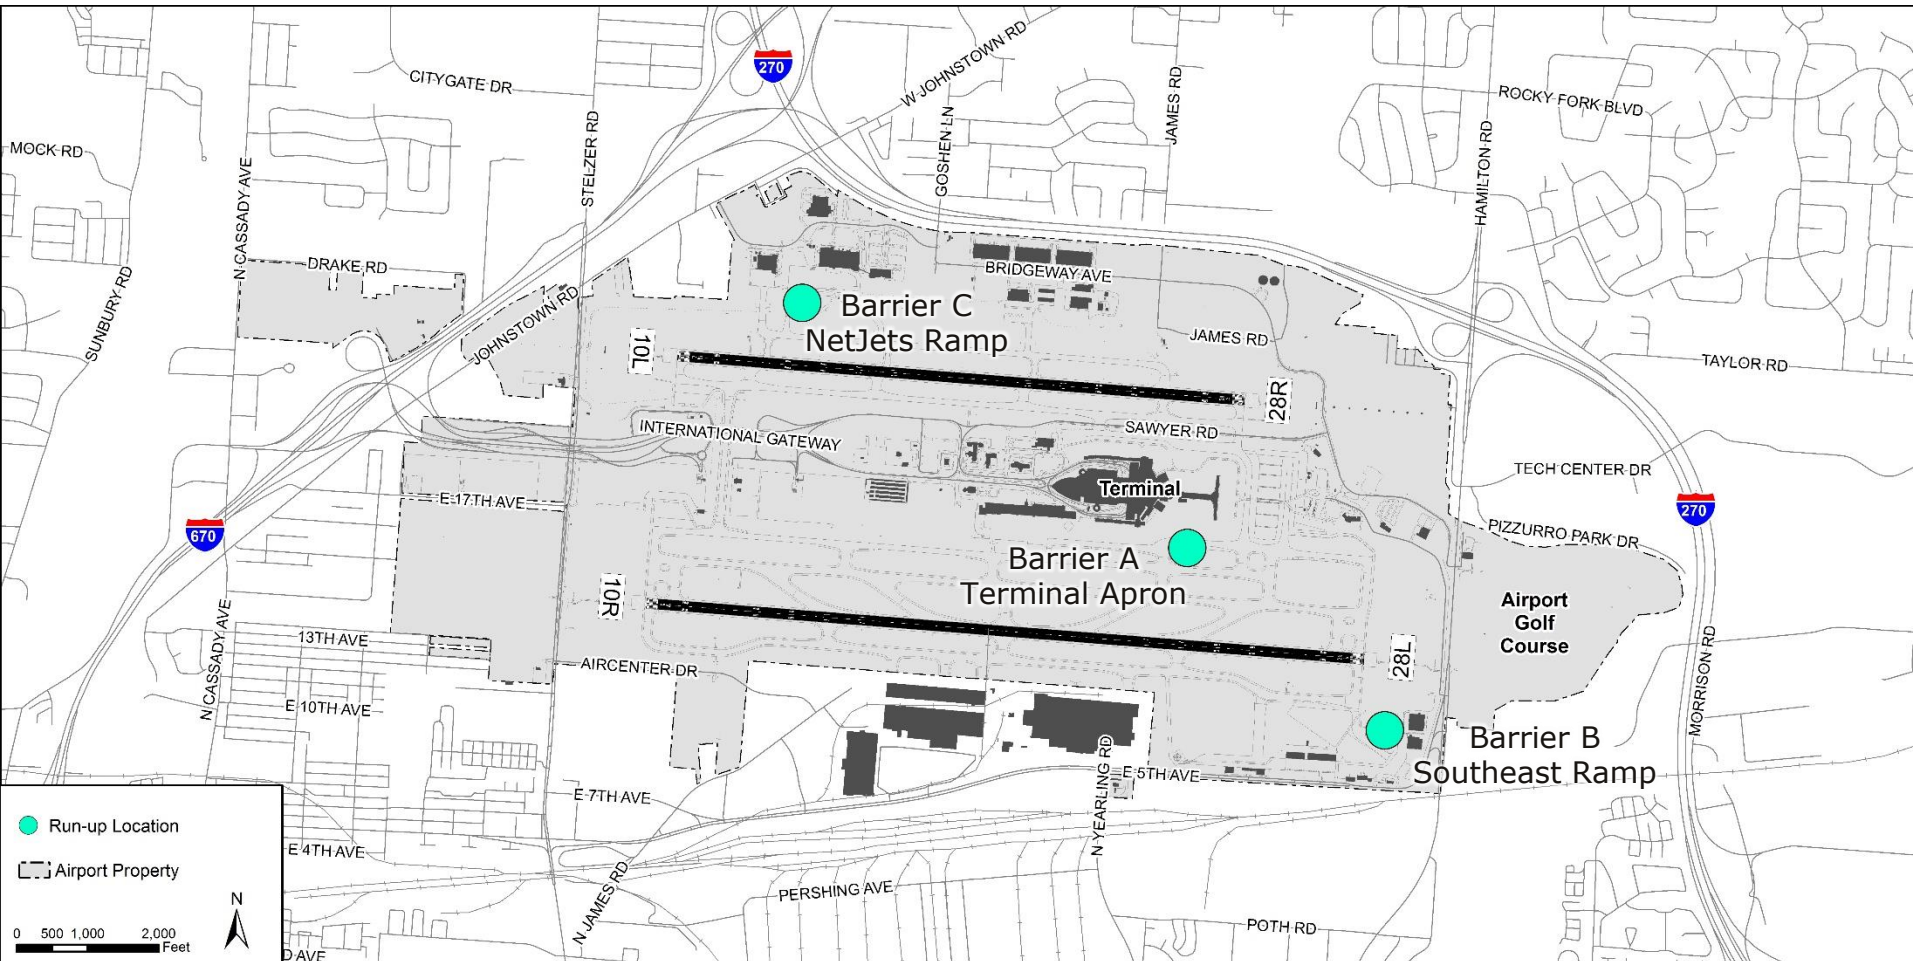 270
W JOHNSTOWN RD
CITYGATE DR
JAMES RD
ROCKY FORK BLVD
STELZER RD
GOSHEN LN
HAMILTON RD
MOCK RD
N CASSADY AVE
DRAKE RD
BRIDGEWAY AVE
SUNBURY RD
JOHNSTOWN RD
Barrier C
NetJets Ramp
JAMES RD
10L
28R
TAYLOR RD
INTERNATIONAL GATEWAY
SAWYER RD
TECH CENTER DR
E 17TH AVE
Terminal
270
670
PIZZURRO PARK DR
Barrier A
Terminal Apron
10R
Airport
Golf
Course
N CASSADY AVE
13TH AVE
AIRCENTER DR
28L
MORRISON RD
E 10TH AVE
Barrier B
Southeast Ramp
N YEARLING RD
E 5TH AVE
E 7TH AVE
E 4TH AVE
N JAMES RD
PERSHING AVE
POTH RD
D AVE
Run-up Location
Airport Property
N
0 500 1,000 2,000
Feet